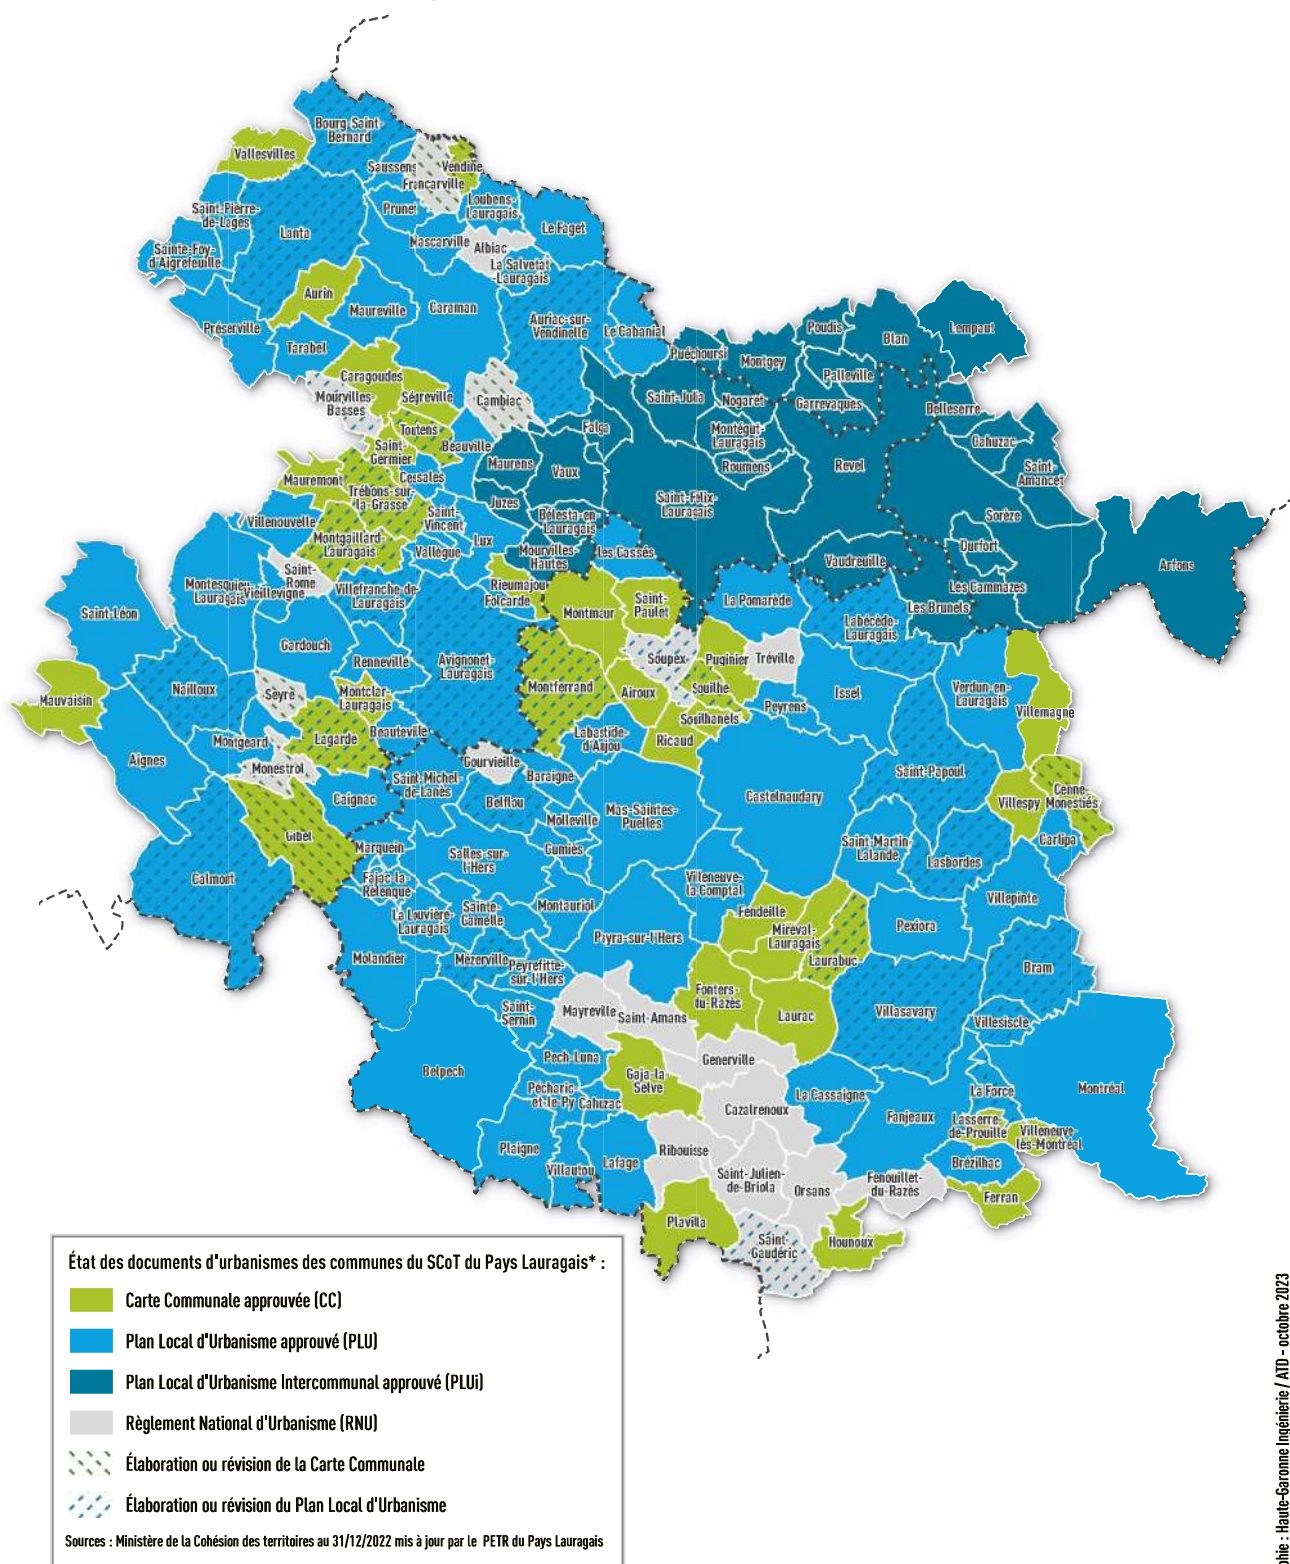 Bourg-Saint-
Bernard
Vallesvilles
Saussens
Vendine
Francarville
Saint-Pierre-
de-Lages
Prunet
Loubens-
Lauragais
Lanta
Le Faget
Mascarville
Albiac
Sainte-Foy-
d'Aigrefeuille
La Salvetat
-Lauragais
Aurin
Maureville
Caraman
Préserville
Auriac-sur-
Vendinelle
Le Cabanial
Tarabel
Poudis
Blan
Lempaut
Puéchoursi
Montgey
Caragoudes
Palleville
Mourvilles-
Basses
Ségreville
Cambiac
Saint-Julia
Nogaret
Garrevaques
Belleserre
Toutens
Falga
Montégut-
Lauragais
Cahuzac
Saint-
Germier
Beauville
Maurens
Vaux
Roumens
Revel
Saint-
Amancet
Mauremont
Cessales
Trébons-sur-
la-Grasse
Juzes
Saint-Félix-
Lauragais
Villenouvelle
Saint-
Vincent
Bélesta-en-
Lauragais
Sorèze
Montgaillard-
Lauragais
Vallègue
Lux
Mourvilles-
Hautes
les Cassés
Durfort
Vaudreuille
Arfons
Saint-
Rome
Montesquieu-
Lauragais
Vieillevigne
Villefranche-de-
Lauragais
Rieumajou
Folcarde
Les Cammazes
Saint-Léon
Montmaur
Saint-
Paulet
La Pomarède
Les Brunels
Labécède-
Lauragais
Gardouch
Renneville
Avignonet-
Lauragais
Soupex
Puginier
Tréville
Nailloux
Seyre
Montclar-
Lauragais
Montferrand
Airoux
Souilhe
Issel
Verdun-en-
Lauragais
Mauvaisin
Peyrens
Villemagne
Souilhanels
Montgeard
Lagarde
Beauteville
Labastide-
d'Anjou
Ricaud
Aignes
Monestrol
Gourvieille
Saint-Michel-
de-Lanès
Baraigne
Saint-Papoul
Cenne-
Monestiés
Caignac
Belflou
Castelnaudary
Villespy
Mas-Saintes-
Puelles
Molleville
Gibel
Marquein
Gumiès
Saint-Martin-
Lalande
Carlipa
Salles-sur-
l'Hers
Lasbordes
Calmont
Fajac-la-
Relenque
Villeneuve-
la-Comptal
Villepinte
Sainte-
Camelle
Montauriol
Fendeille
La Louvière-
Lauragais
Mireval-
Lauragais
Pexiora
Payra-sur-l'Hers
Molandier
Mézerville
Peyrefitte-
sur-l'Hers
Laurabuc
Bram
Fonters-
du-Razès
Saint-
Sernin
Mayreville
Saint-Amans
Laurac
Villasavary
Villesiscle
Pech-Luna
Generville
Belpech
Gaja-la-
Selve
Pécharic-
et-le-Py
Cahuzac
La Cassaigne
La Force
Montréal
Cazalrenoux
Fanjeaux
Lasserre-
de-Prouille
Villeneuve-
lès-Montréal
Plaigne
Villautou
Lafage
Ribouisse
Brézilhac
Saint-Julien-
de-Briola
Orsans
Fenouillet-
du-Razès
Ferran
Plavilla
Saint-
Gaudéric
Hounoux
État des documents d'urbanismes des communes du SCoT du Pays Lauragais* :
Carte Communale approuvée (CC)
Plan Local d'Urbanisme approuvé (PLU)
Plan Local d'Urbanisme Intercommunal approuvé (PLUi)
Règlement National d'Urbanisme (RNU)
Élaboration ou révision de la Carte Communale
Élaboration ou révision du Plan Local d'Urbanisme
Sources : Ministère de la Cohésion des territoires au 31/12/2022 mis à jour par le PETR du Pays Lauragais
phie : Haute-Garonne Ingénierie / ATD - octobre 2023